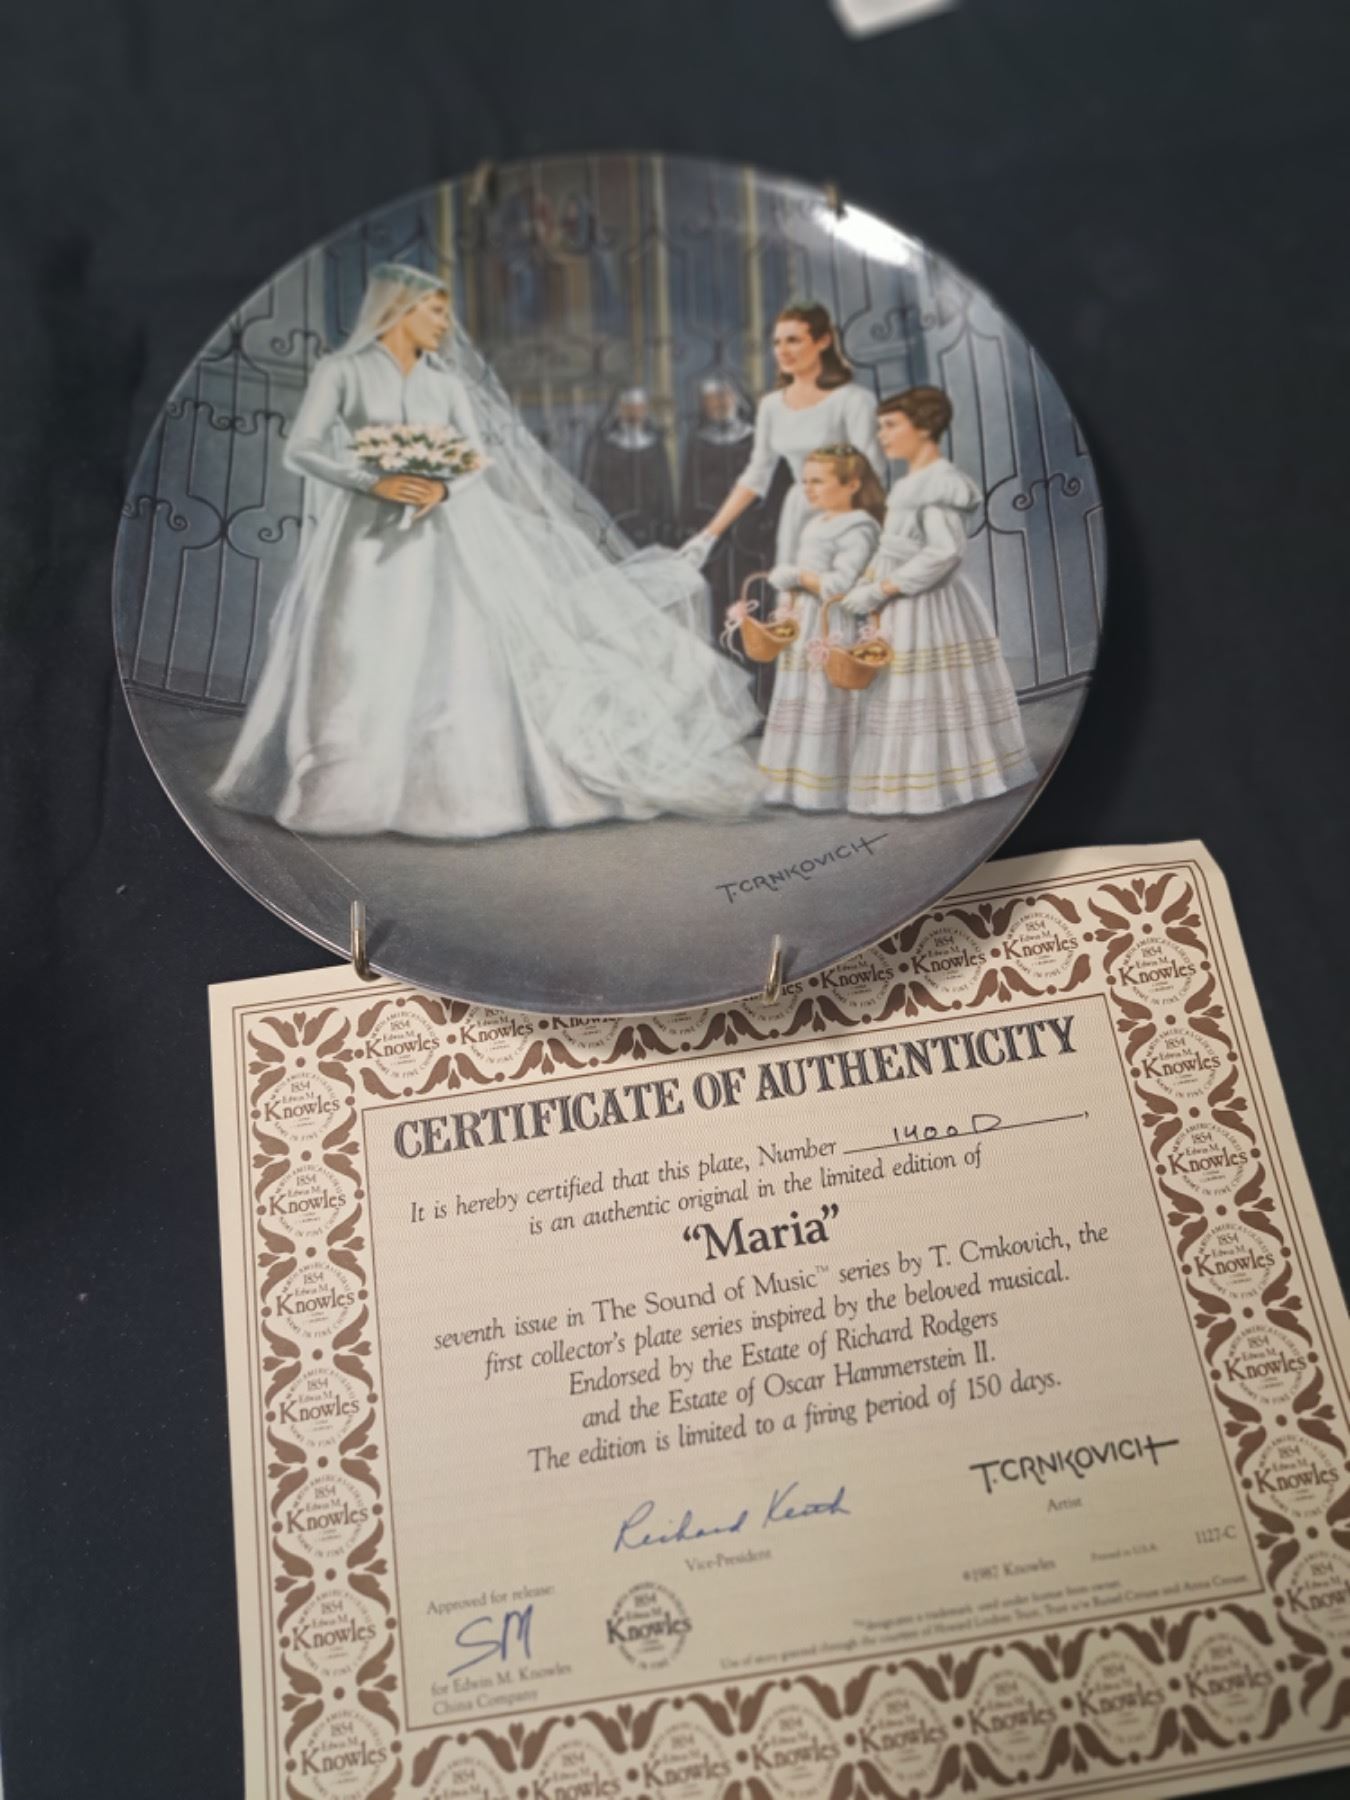 T.CRNKOVICH
CERTIFICATE OF AUTHENTICITY
It is hereby certified that this plate, Number 1400D,
is an authentic original in the limited edition of
“Maria”
seventh issue in The Sound of Music™ series by T. Crnkovich, the
first collector's plate series inspired by the beloved musical.
Endorsed by the Estate of Richard Rodgers
and the Estate of Oscar Hammerstein II.
The edition is limited to a firing period of 150 days.
Richard Keith
Vice-President
T.CRNKOVICH
Artist
Approved for release:
SM
for Edwin M. Knowles
China Company
1854
Edwin M.
Knowles
©1987 Knowles
Printed in U.S.A.
1127-C